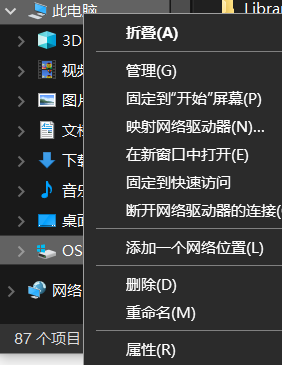 此电脑
Librar
3D
视频
图片
文档
下载
音乐
桌面
OS
网络
87 个项目
折叠(A)
管理(G)
固定到"开始"屏幕(P)
映射网络驱动器(N)...
在新窗口中打开(E)
固定到快速访问
断开网络驱动器的连接(
添加一个网络位置(L)
删除(D)
重命名(M)
属性(R)